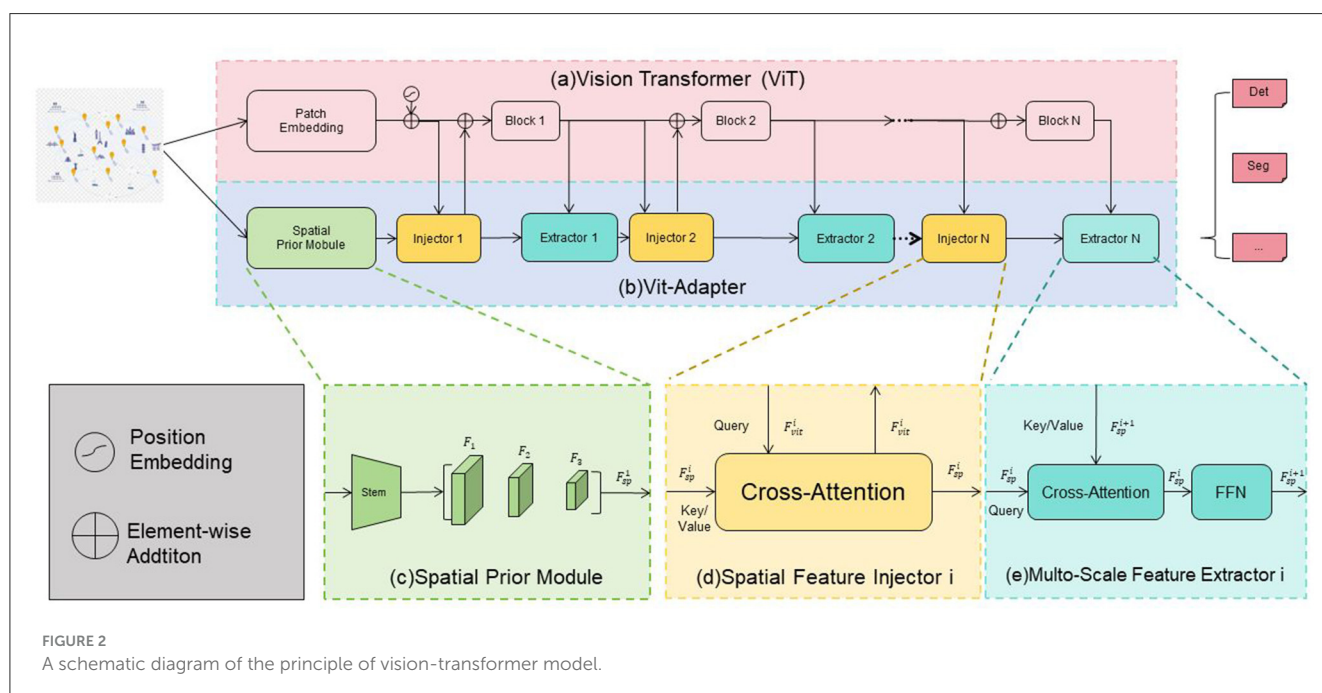 (a)Vision Transformer (ViT)
Patch
Embedding
Block 1
Block 2
Block N
Det
Seg
...
Spatial
Prior Module
Injector 1
Extractor 1
Injector 2
Extractor 2
Injector N
Extractor N
(b)Vit-Adapter
Position
Embedding
Element-wise
Addtiton
Stem
F₁
F₂
F₃
F¹ₛₚ
(c)Spatial Prior Module
Query
Fⁱᵥᵢₜ
Fⁱᵥᵢₜ
Fⁱₛₚ
Key/
Value
Cross-Attention
Fⁱₛₚ
(d)Spatial Feature Injector i
Key/Value
Fⁱ⁺¹ₛₚ
Fⁱₛₚ
Query
Cross-Attention
Fⁱₛₚ
FFN
Fⁱ⁺¹ₛₚ
(e)Multo-Scale Feature Extractor i
FIGURE 2
A schematic diagram of the principle of vision-transformer model.